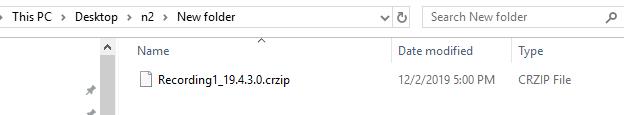 This PC > Desktop > n2 > New folder
Search New folder
Name Date modified Type
Recording1_19.4.3.0.crzip 12/2/2019 5:00 PM CRZIP File